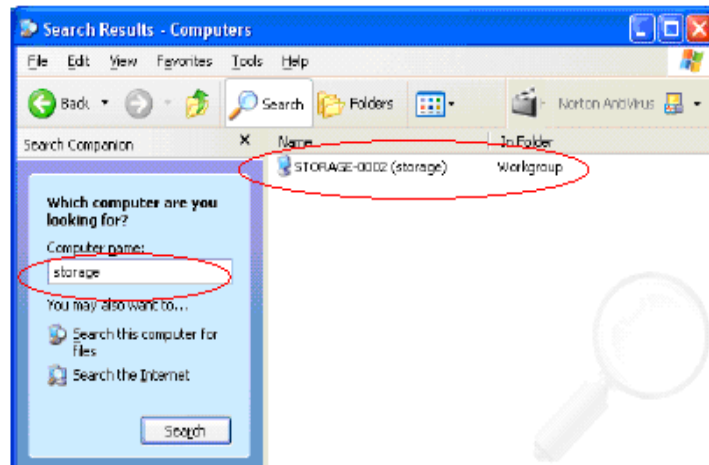 Search Results - Computers
File Edit View Favorites Tools Help
Back Search Folders Norton AntiVirus
Search Companion
Name In Folder
STORAGE-0002 (storage) Workgroup
Which computer are you
looking for?
Computer name:
storage
You may also want to...
Search this computer for
files
Search the Internet
Search